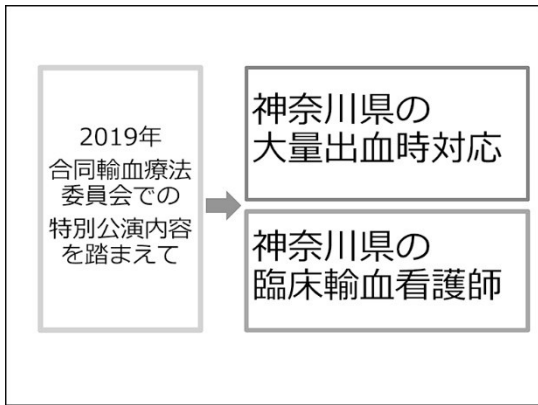 2019年
合同輸血療法
委員会での
特別公演内容
を踏まえて
神奈川県の
大量出血時対応
神奈川県の
臨床輸血看護師